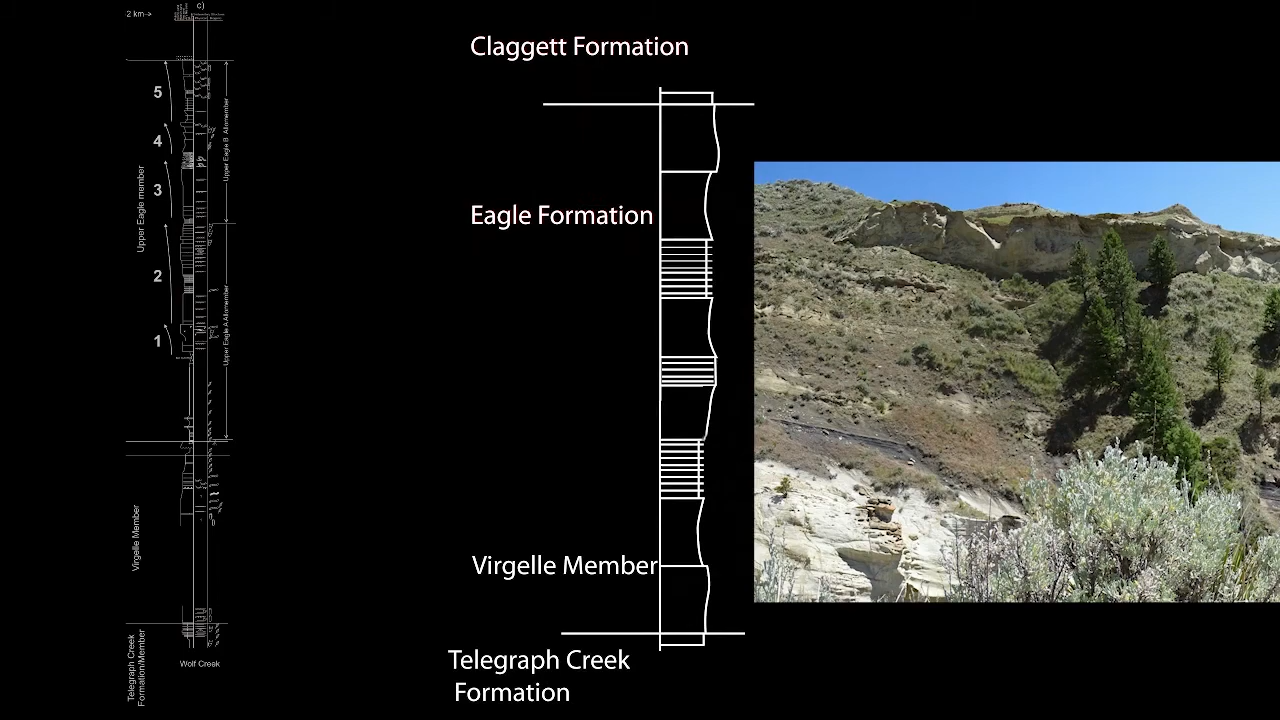 2 km->
c)
Claggett Formation
5
Upper Eagle B Allomember
4
Upper Eagle member
3
Eagle Formation
2
Upper Eagle A Allomember
1
Virgelle Member
Virgelle Member
Telegraph Creek
Formation/Member
Wolf Creek
Telegraph Creek
Formation